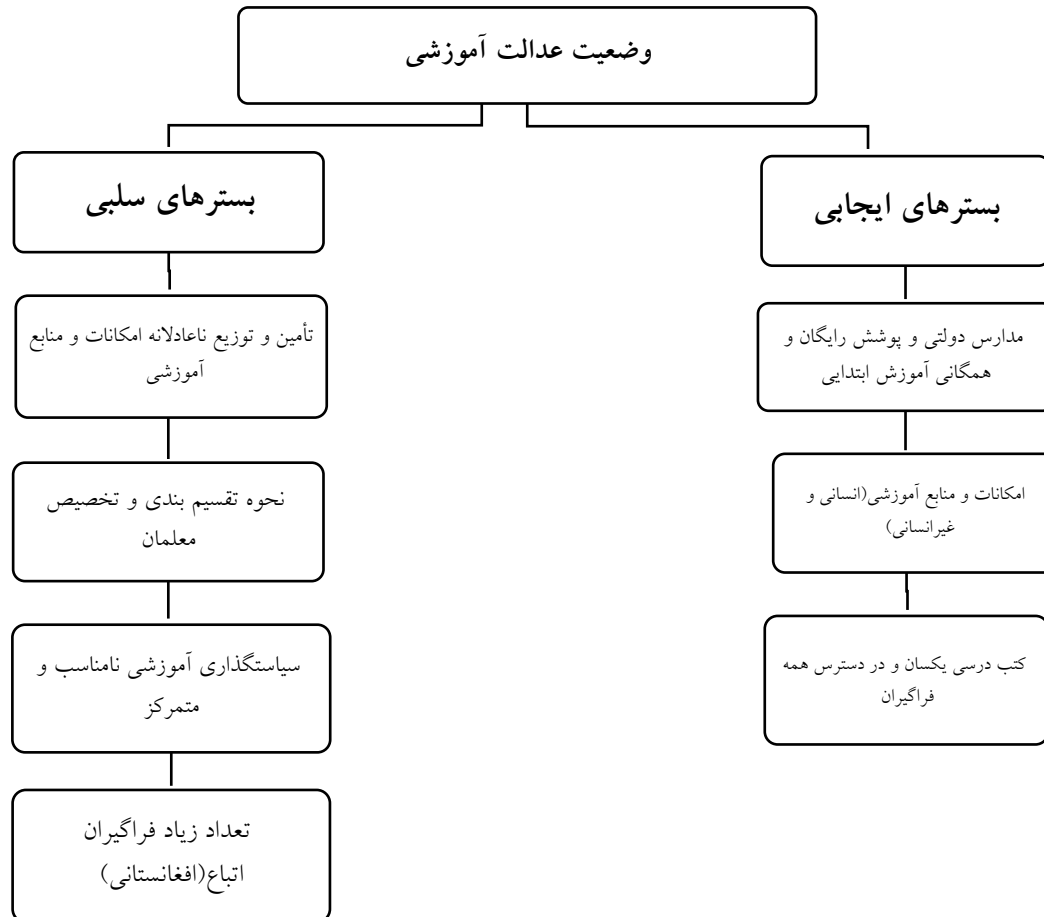 وضعیت عدالت آموزشی
بسترهای ایجابی
مدارس دولتی و پوشش رایگان و
همگانی آموزش ابتدایی
امکانات و منابع آموزشی(انسانی و
غیرانسانی)
کتب درسی یکسان و در دسترس همه
فراگیران
بسترهای سلبی
تأمین و توزیع ناعادلانه امکانات و منابع
آموزشی
نحوه تقسیم بندی و تخصیص
معلمان
سیاستگذاری آموزشی نامناسب و
متمرکز
تعداد زیاد فراگیران
اتباع(افغانستانی)